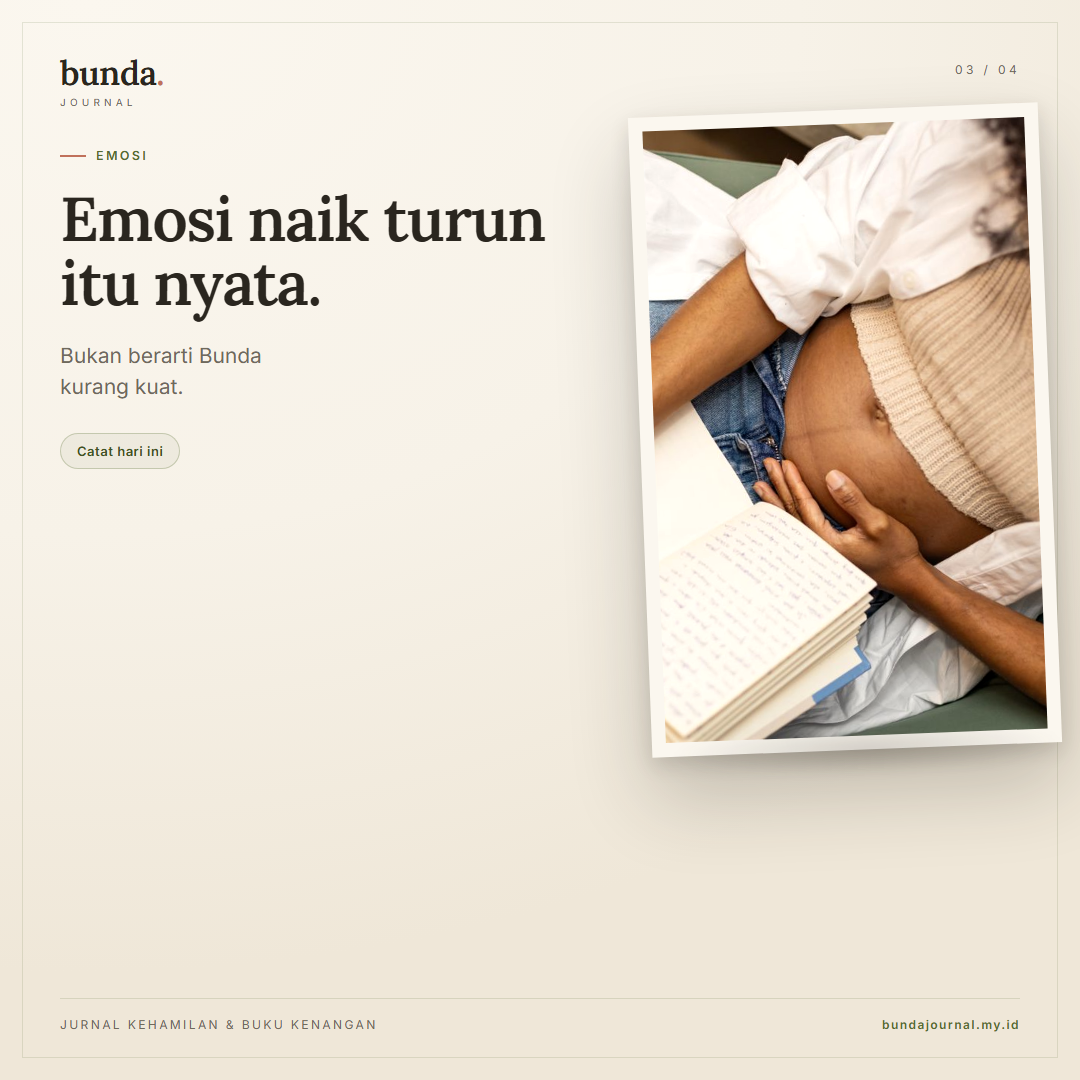 bunda.
JOURNAL
03 / 04
EMOSI
Emosi naik turun
itu nyata.
Bukan berarti Bunda
kurang kuat.
Catat hari ini
JURNAL KEHAMILAN & BUKU KENANGAN
bundajournal.my.id